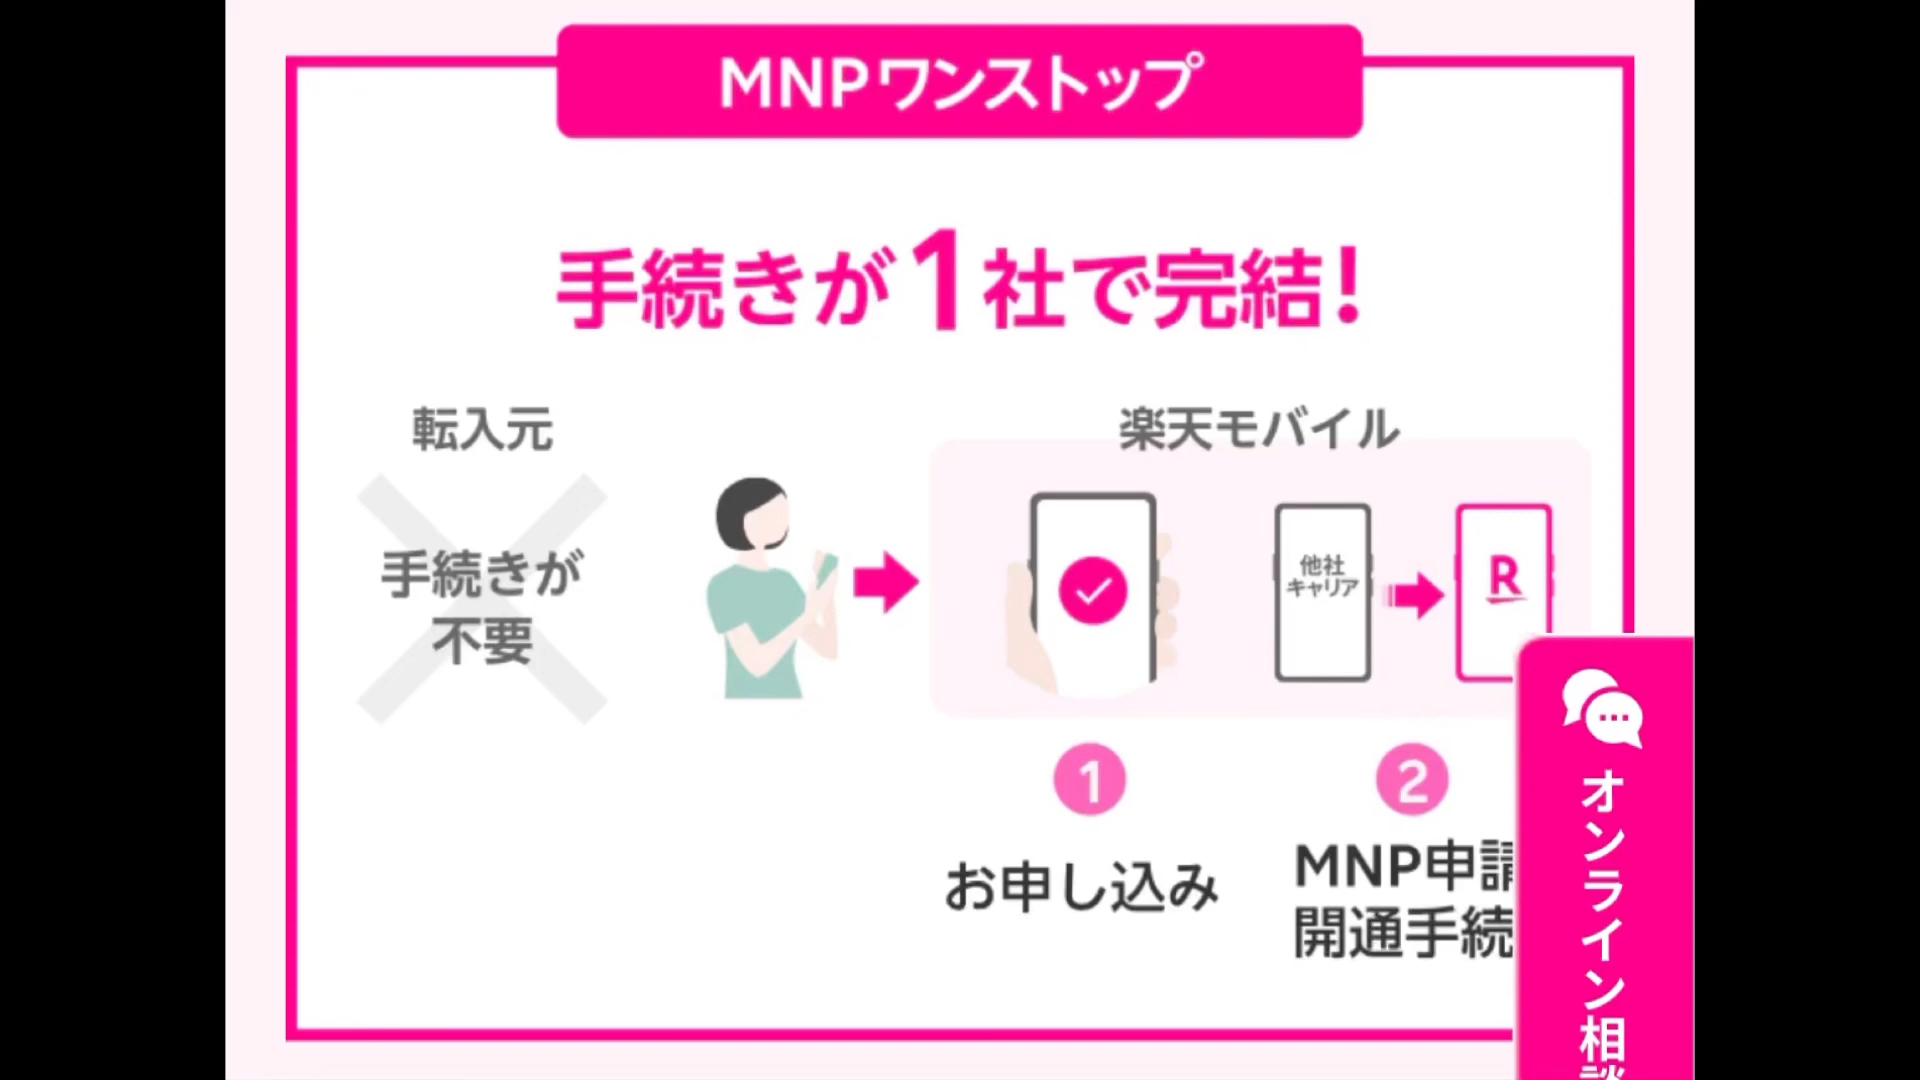 MNPワンストップ
手続きが1社で完結!
転入元
手続きが
不要
楽天モバイル
他社
キャリア
R
1
お申し込み
2
MNP申請
開通手続
オンライン相談